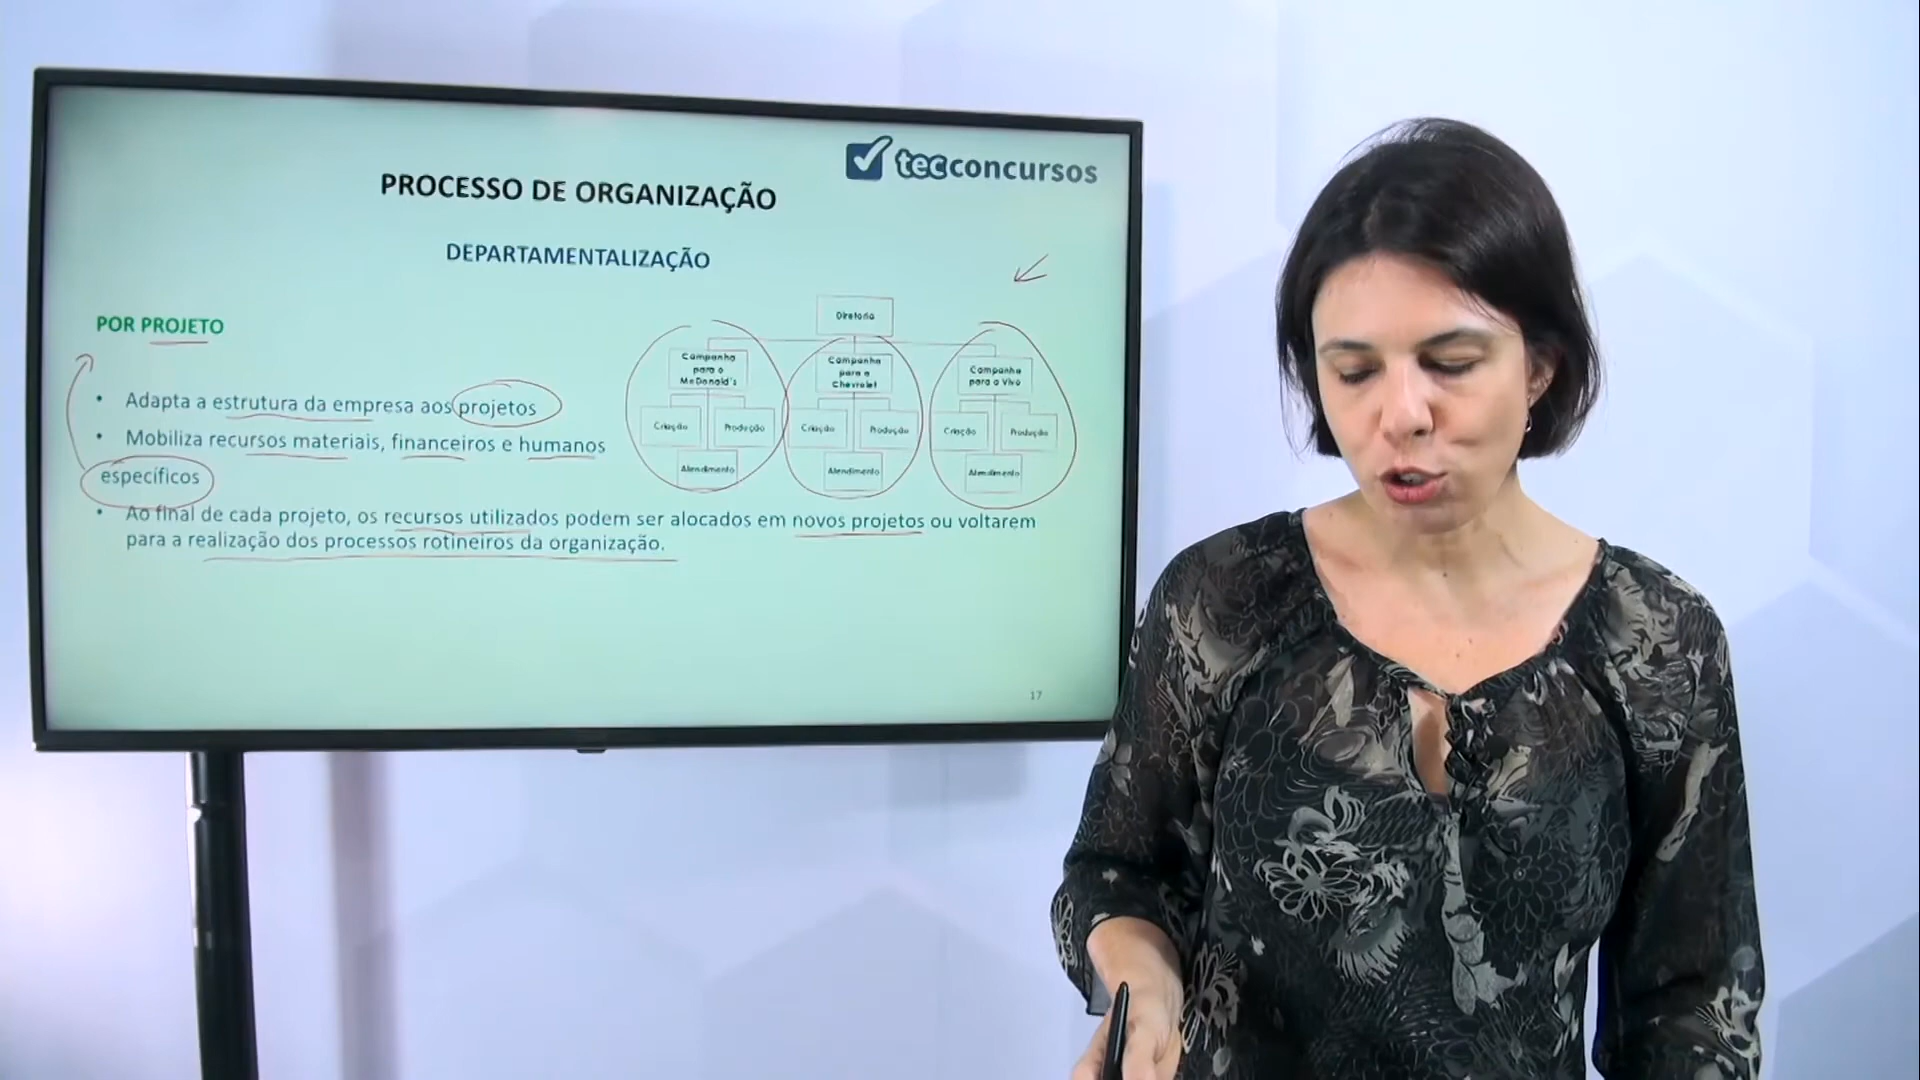 tecconcursos
PROCESSO DE ORGANIZAÇÃO
DEPARTAMENTALIZAÇÃO
POR PROJETO
• Adapta a estrutura da empresa aos projetos
• Mobiliza recursos materiais, financeiros e humanos
específicos
• Ao final de cada projeto, os recursos utilizados podem ser alocados em novos projetos ou voltarem
para a realização dos processos rotineiros da organização.
Diretoria
Campanha
para o
McDonald's
Campanha
para a
Chevrolet
Campanha
para a Vivo
Criação
Produção
Criação
Produção
Criação
Produção
Atendimento
Atendimento
Atendimento
17